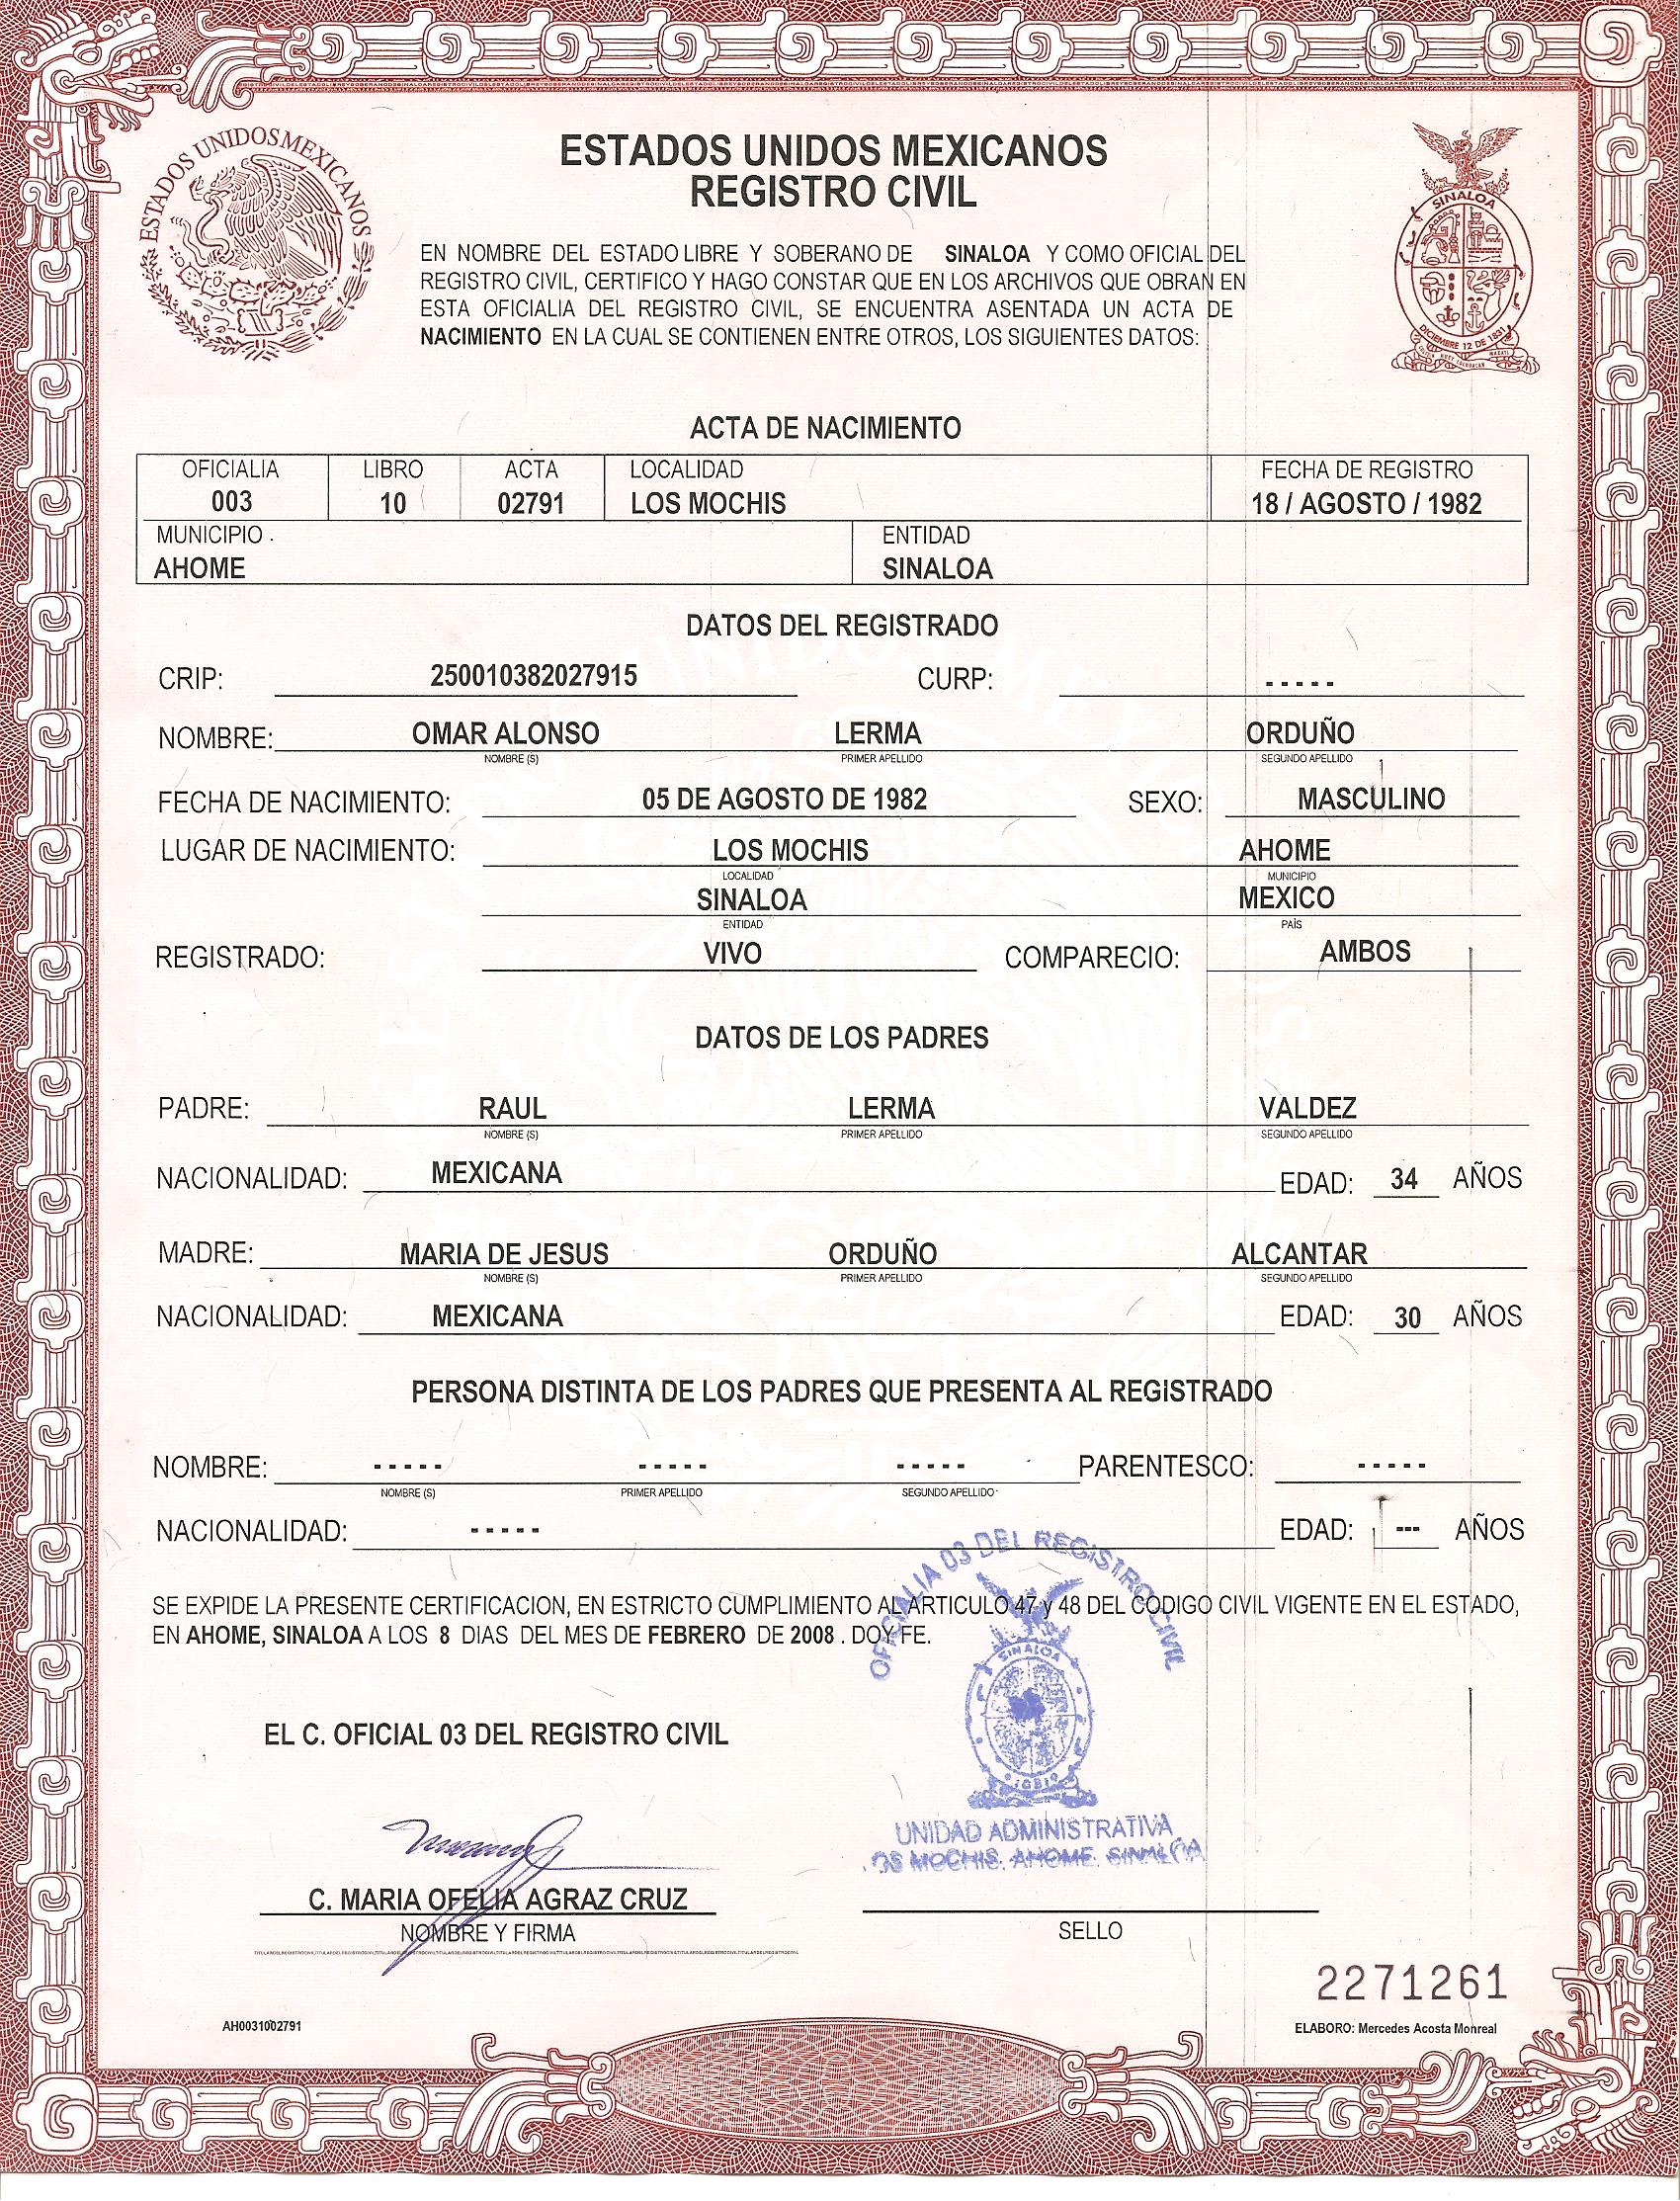 ESTADOS UNIDOS MEXICANOS
ESTADOS UNIDOS MEXICANOS
REGISTRO CIVIL
SINALOA
DICIEMBRE 12 DE 1831
EN NOMBRE DEL ESTADO LIBRE Y SOBERANO DE SINALOA Y COMO OFICIAL DEL
REGISTRO CIVIL, CERTIFICO Y HAGO CONSTAR QUE EN LOS ARCHIVOS QUE OBRAN EN
ESTA OFICIALIA DEL REGISTRO CIVIL, SE ENCUENTRA ASENTADA UN ACTA DE
NACIMIENTO EN LA CUAL SE CONTIENEN ENTRE OTROS, LOS SIGUIENTES DATOS:
ACTA DE NACIMIENTO
OFICIALIA LIBRO ACTA LOCALIDAD FECHA DE REGISTRO
003 10 02791 LOS MOCHIS 18 / AGOSTO / 1982
MUNICIPIO ENTIDAD
AHOME SINALOA
DATOS DEL REGISTRADO
CRIP: 250010382027915 CURP: -----
NOMBRE: OMAR ALONSO LERMA ORDUÑO
NOMBRE (S) PRIMER APELLIDO SEGUNDO APELLIDO
FECHA DE NACIMIENTO: 05 DE AGOSTO DE 1982 SEXO: MASCULINO
LUGAR DE NACIMIENTO: LOS MOCHIS AHOME
LOCALIDAD MUNICIPIO
SINALOA MEXICO
ENTIDAD PAÍS
REGISTRADO: VIVO COMPARECIO: AMBOS
DATOS DE LOS PADRES
PADRE: RAUL LERMA VALDEZ
NOMBRE (S) PRIMER APELLIDO SEGUNDO APELLIDO
NACIONALIDAD: MEXICANA EDAD: 34 AÑOS
MADRE: MARIA DE JESUS ORDUÑO ALCANTAR
NOMBRE (S) PRIMER APELLIDO SEGUNDO APELLIDO
NACIONALIDAD: MEXICANA EDAD: 30 AÑOS
PERSONA DISTINTA DE LOS PADRES QUE PRESENTA AL REGISTRADO
NOMBRE: ----- ----- ----- PARENTESCO: -----
NOMBRE (S) PRIMER APELLIDO SEGUNDO APELLIDO
NACIONALIDAD: ----- EDAD: --- AÑOS
SE EXPIDE LA PRESENTE CERTIFICACION, EN ESTRICTO CUMPLIMIENTO AL ARTICULO 47 y 48 DEL CODIGO CIVIL VIGENTE EN EL ESTADO,
EN AHOME, SINALOA A LOS 8 DIAS DEL MES DE FEBRERO DE 2008 . DOY FE.
OFICIALIA 03 DEL REGISTRO CIVIL
SINALOA
EL C. OFICIAL 03 DEL REGISTRO CIVIL
UNIDAD ADMINISTRATIVA
OS MOCHIS, AHOME, SINALOA
C. MARIA OFELIA AGRAZ CRUZ
NOMBRE Y FIRMA
SELLO
2271261
AH0031002791
ELABORO: Mercedes Acosta Monreal